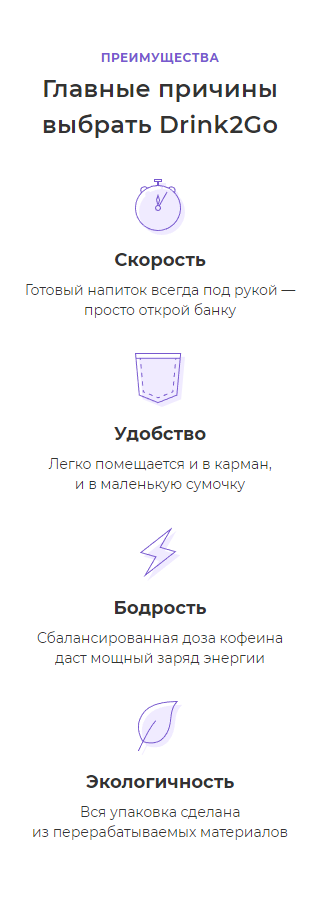 ПРЕИМУЩЕСТВА
Главные причины
выбрать Drink2Go
Скорость
Готовый напиток всегда под рукой —
просто открой банку
Удобство
Легко помещается и в карман,
и в маленькую сумочку
Бодрость
Сбалансированная доза кофеина
даст мощный заряд энергии
Экологичность
Вся упаковка сделана
из перерабатываемых материалов